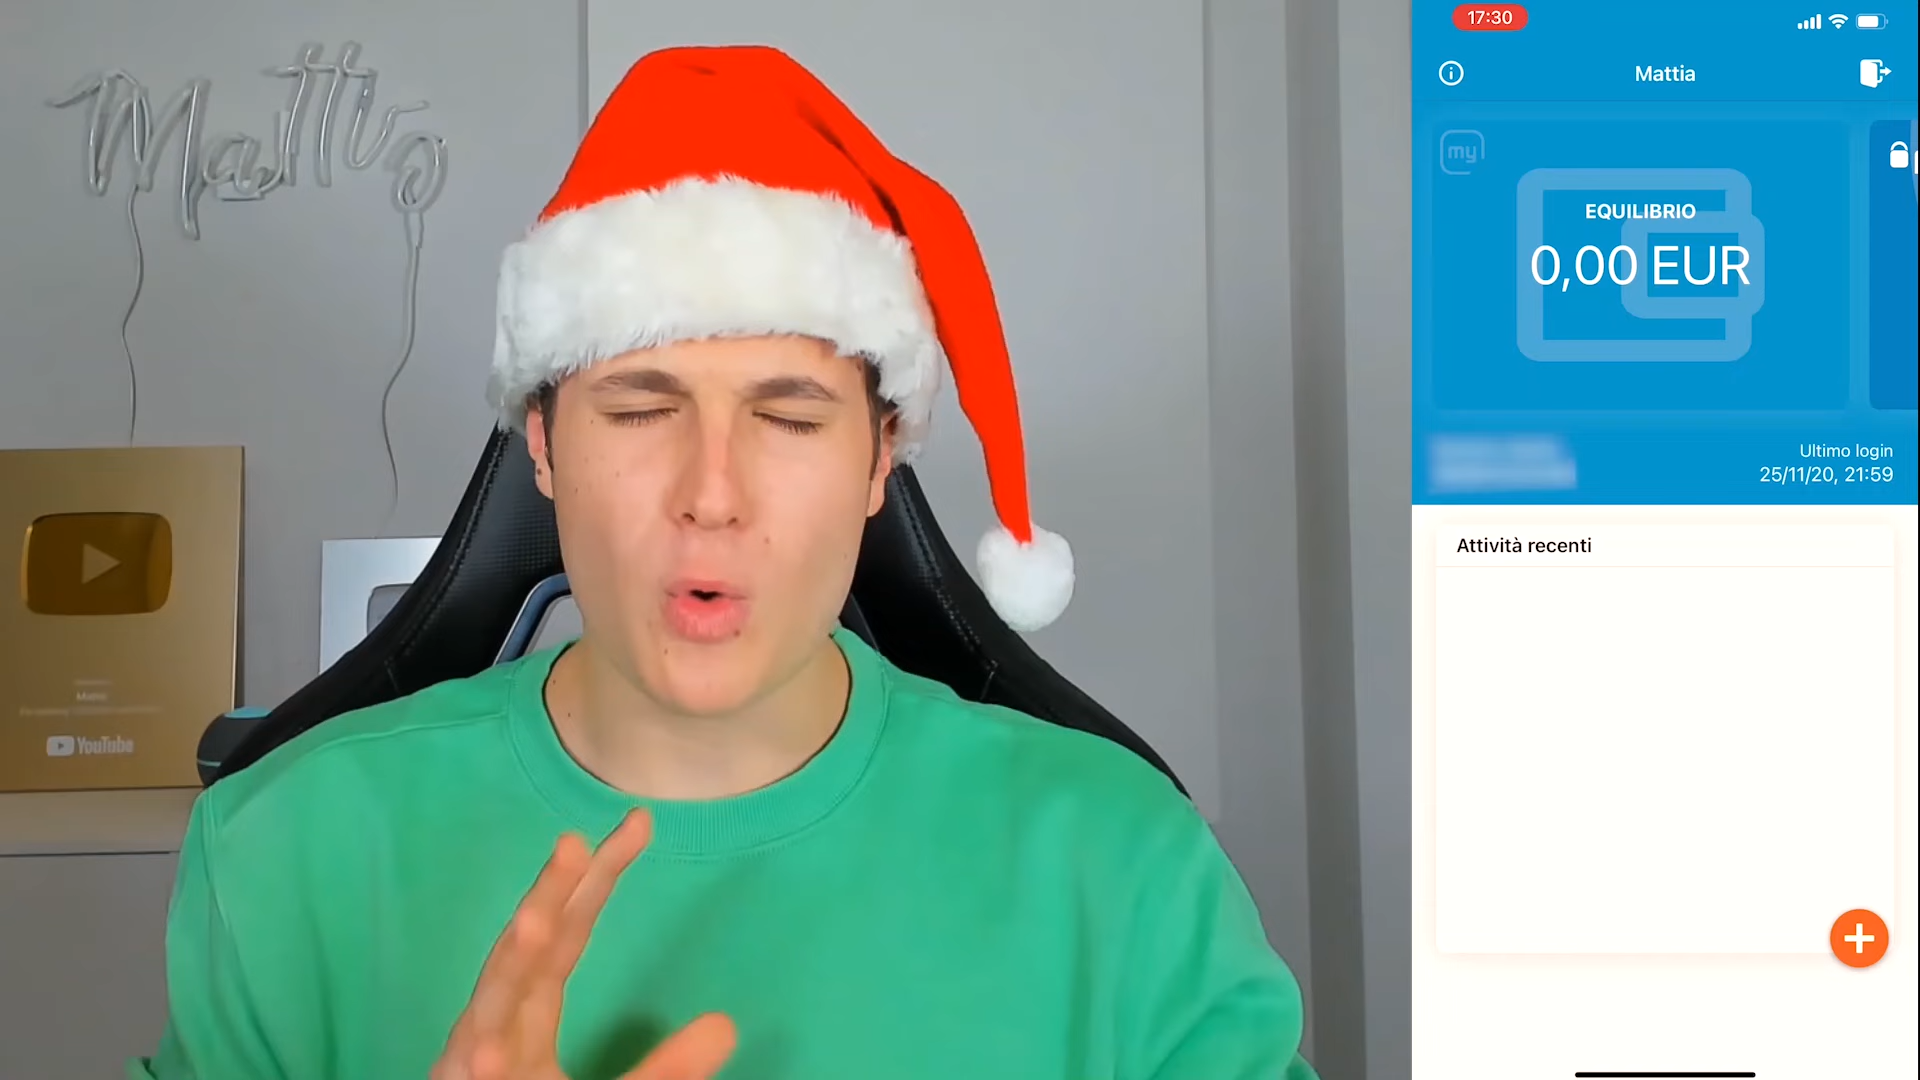 Mattia
YouTube
17:30
Mattia
my
EQUILIBRIO
0,00 EUR
Ultimo login
25/11/20, 21:59
Attività recenti